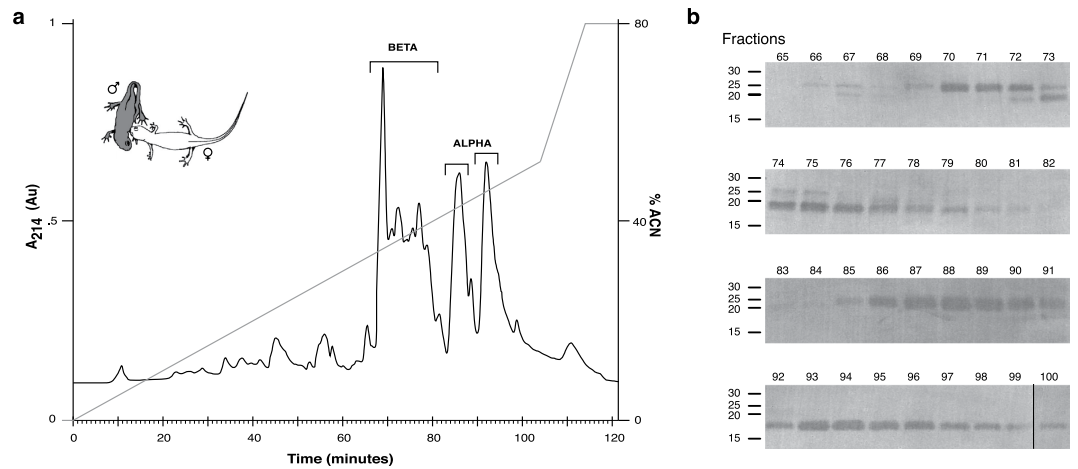 a
1
.5
0
A214 (Au)
BETA
ALPHA
♂
♀
80
40
0
% ACN
0 20 40 60 80 100 120
Time (minutes)
b
Fractions
65 66 67 68 69 70 71 72 73
30
25
20
15
74 75 76 77 78 79 80 81 82
30
25
20
15
83 84 85 86 87 88 89 90 91
30
25
20
15
92 93 94 95 96 97 98 99 100
30
25
20
15